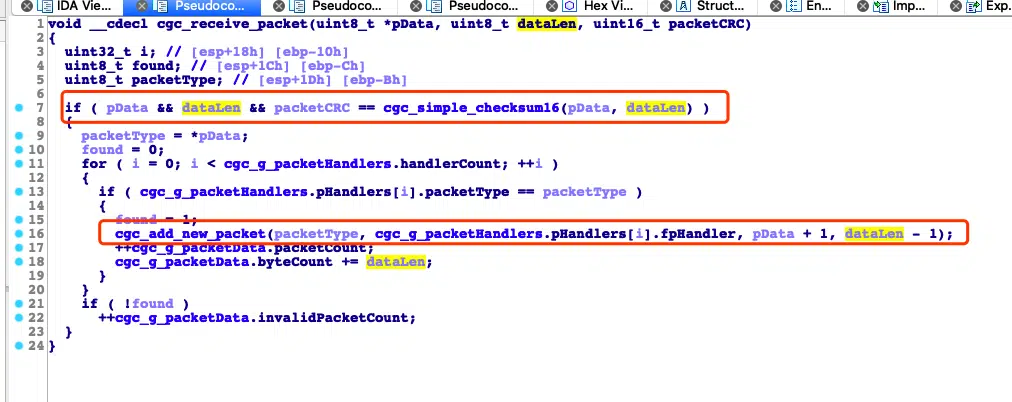 IDA Vie... Pseudoco... Pseudoco... Pseudoco... Hex Vi... Struct... En... Imp... Exp.
1 void __cdecl cgc_receive_packet(uint8_t *pData, uint8_t dataLen, uint16_t packetCRC)
2 {
3 uint32_t i; // [esp+18h] [ebp-10h]
4 uint8_t found; // [esp+1Ch] [ebp-Ch]
5 uint8_t packetType; // [esp+1Dh] [ebp-Bh]
6
7 if ( pData && dataLen && packetCRC == cgc_simple_checksum16(pData, dataLen) )
8 {
9 packetType = *pData;
10 found = 0;
11 for ( i = 0; i < cgc_g_packetHandlers.handlerCount; ++i )
12 {
13 if ( cgc_g_packetHandlers.pHandlers[i].packetType == packetType )
14 {
15 found = 1;
16 cgc_add_new_packet(packetType, cgc_g_packetHandlers.pHandlers[i].fpHandler, pData + 1, dataLen - 1);
17 ++cgc_g_packetData.packetCount;
18 cgc_g_packetData.byteCount += dataLen;
19 }
20 }
21 if ( !found )
22 ++cgc_g_packetData.invalidPacketCount;
23 }
24 }